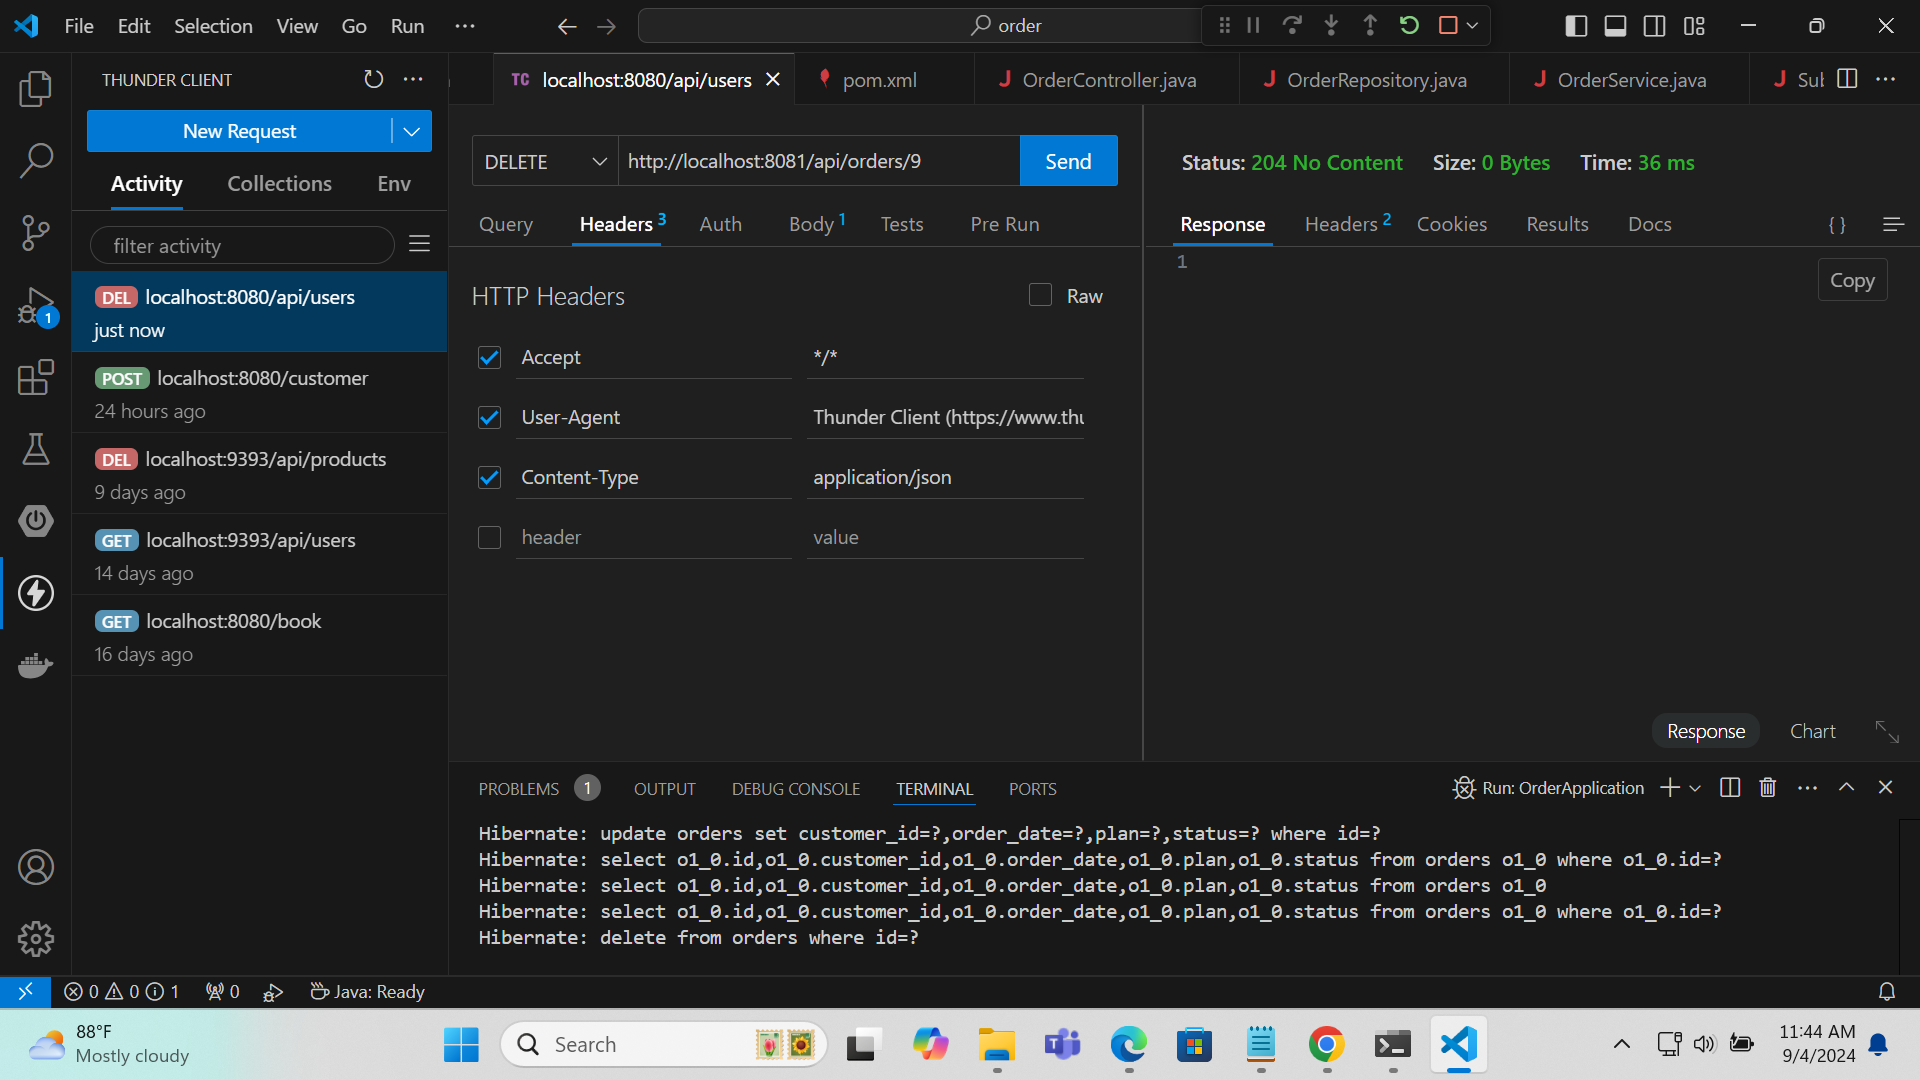 File Edit Selection View Go Run ···
order
THUNDER CLIENT ···
TC localhost:8080/api/users
pom.xml
J OrderController.java
J OrderRepository.java
J OrderService.java
J Sub
···
New Request
Activity Collections Env
filter activity
DEL localhost:8080/api/users
just now
POST localhost:8080/customer
24 hours ago
DEL localhost:9393/api/products
9 days ago
GET localhost:9393/api/users
14 days ago
GET localhost:8080/book
16 days ago
1
DELETE http://localhost:8081/api/orders/9 Send
Query Headers 3 Auth Body 1 Tests Pre Run
HTTP Headers Raw
Accept */*
User-Agent Thunder Client (https://www.thu
Content-Type application/json
header value
Status: 204 No Content Size: 0 Bytes Time: 36 ms
Response Headers 2 Cookies Results Docs { }
1
Copy
Response Chart
PROBLEMS 1 OUTPUT DEBUG CONSOLE TERMINAL PORTS
Run: OrderApplication ···
Hibernate: update orders set customer_id=?,order_date=?,plan=?,status=? where id=?
Hibernate: select o1_0.id,o1_0.customer_id,o1_0.order_date,o1_0.plan,o1_0.status from orders o1_0 where o1_0.id=?
Hibernate: select o1_0.id,o1_0.customer_id,o1_0.order_date,o1_0.plan,o1_0.status from orders o1_0
Hibernate: select o1_0.id,o1_0.customer_id,o1_0.order_date,o1_0.plan,o1_0.status from orders o1_0 where o1_0.id=?
Hibernate: delete from orders where id=?
0 0 1 0 Java: Ready
88°F
Mostly cloudy
Search
11:44 AM
9/4/2024